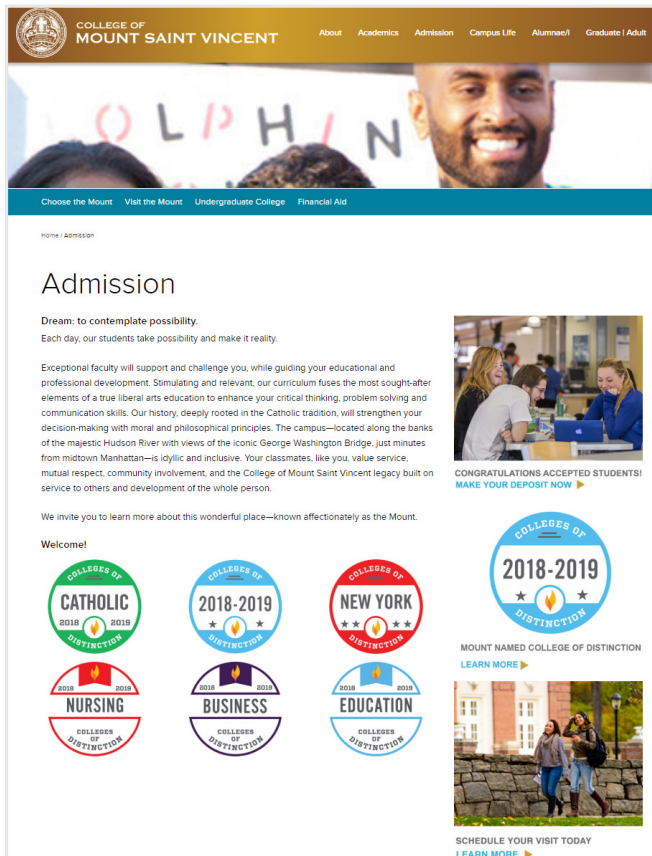 COLLEGE OF
MOUNT SAINT VINCENT
About Academics Admission Campus Life Alumnae/i Graduate | Adult
OLPHIN
Choose the Mount Visit the Mount Undergraduate College Financial Aid
Home / Admission
Admission
Dream: to contemplate possibility.
Each day, our students take possibility and make it reality.
Exceptional faculty will support and challenge you, while guiding your educational and
professional development. Stimulating and relevant, our curriculum fuses the most sought-after
elements of a true liberal arts education to enhance your critical thinking, problem solving and
communication skills. Our history, deeply rooted in the Catholic tradition, will strengthen your
decision-making with moral and philosophical principles. The campus—located along the banks
of the majestic Hudson River with views of the iconic George Washington Bridge, just minutes
from midtown Manhattan—is idyllic and inclusive. Your classmates, like you, value service,
mutual respect, community involvement, and the College of Mount Saint Vincent legacy built on
service to others and development of the whole person.
We invite you to learn more about this wonderful place—known affectionately as the Mount.
Welcome!
COLLEGES OF
CATHOLIC
2018 2019
DISTINCTION
COLLEGES OF
2018-2019
DISTINCTION
COLLEGES OF
NEW YORK
DISTINCTION
2018 2019
NURSING
COLLEGES
OF
DISTINCTION
2018 2019
BUSINESS
COLLEGES
OF
DISTINCTION
2018 2019
EDUCATION
COLLEGES
OF
DISTINCTION
CONGRATULATIONS ACCEPTED STUDENTS!
MAKE YOUR DEPOSIT NOW
COLLEGES OF
2018-2019
DISTINCTION
MOUNT NAMED COLLEGE OF DISTINCTION
LEARN MORE
SCHEDULE YOUR VISIT TODAY
LEARN MORE